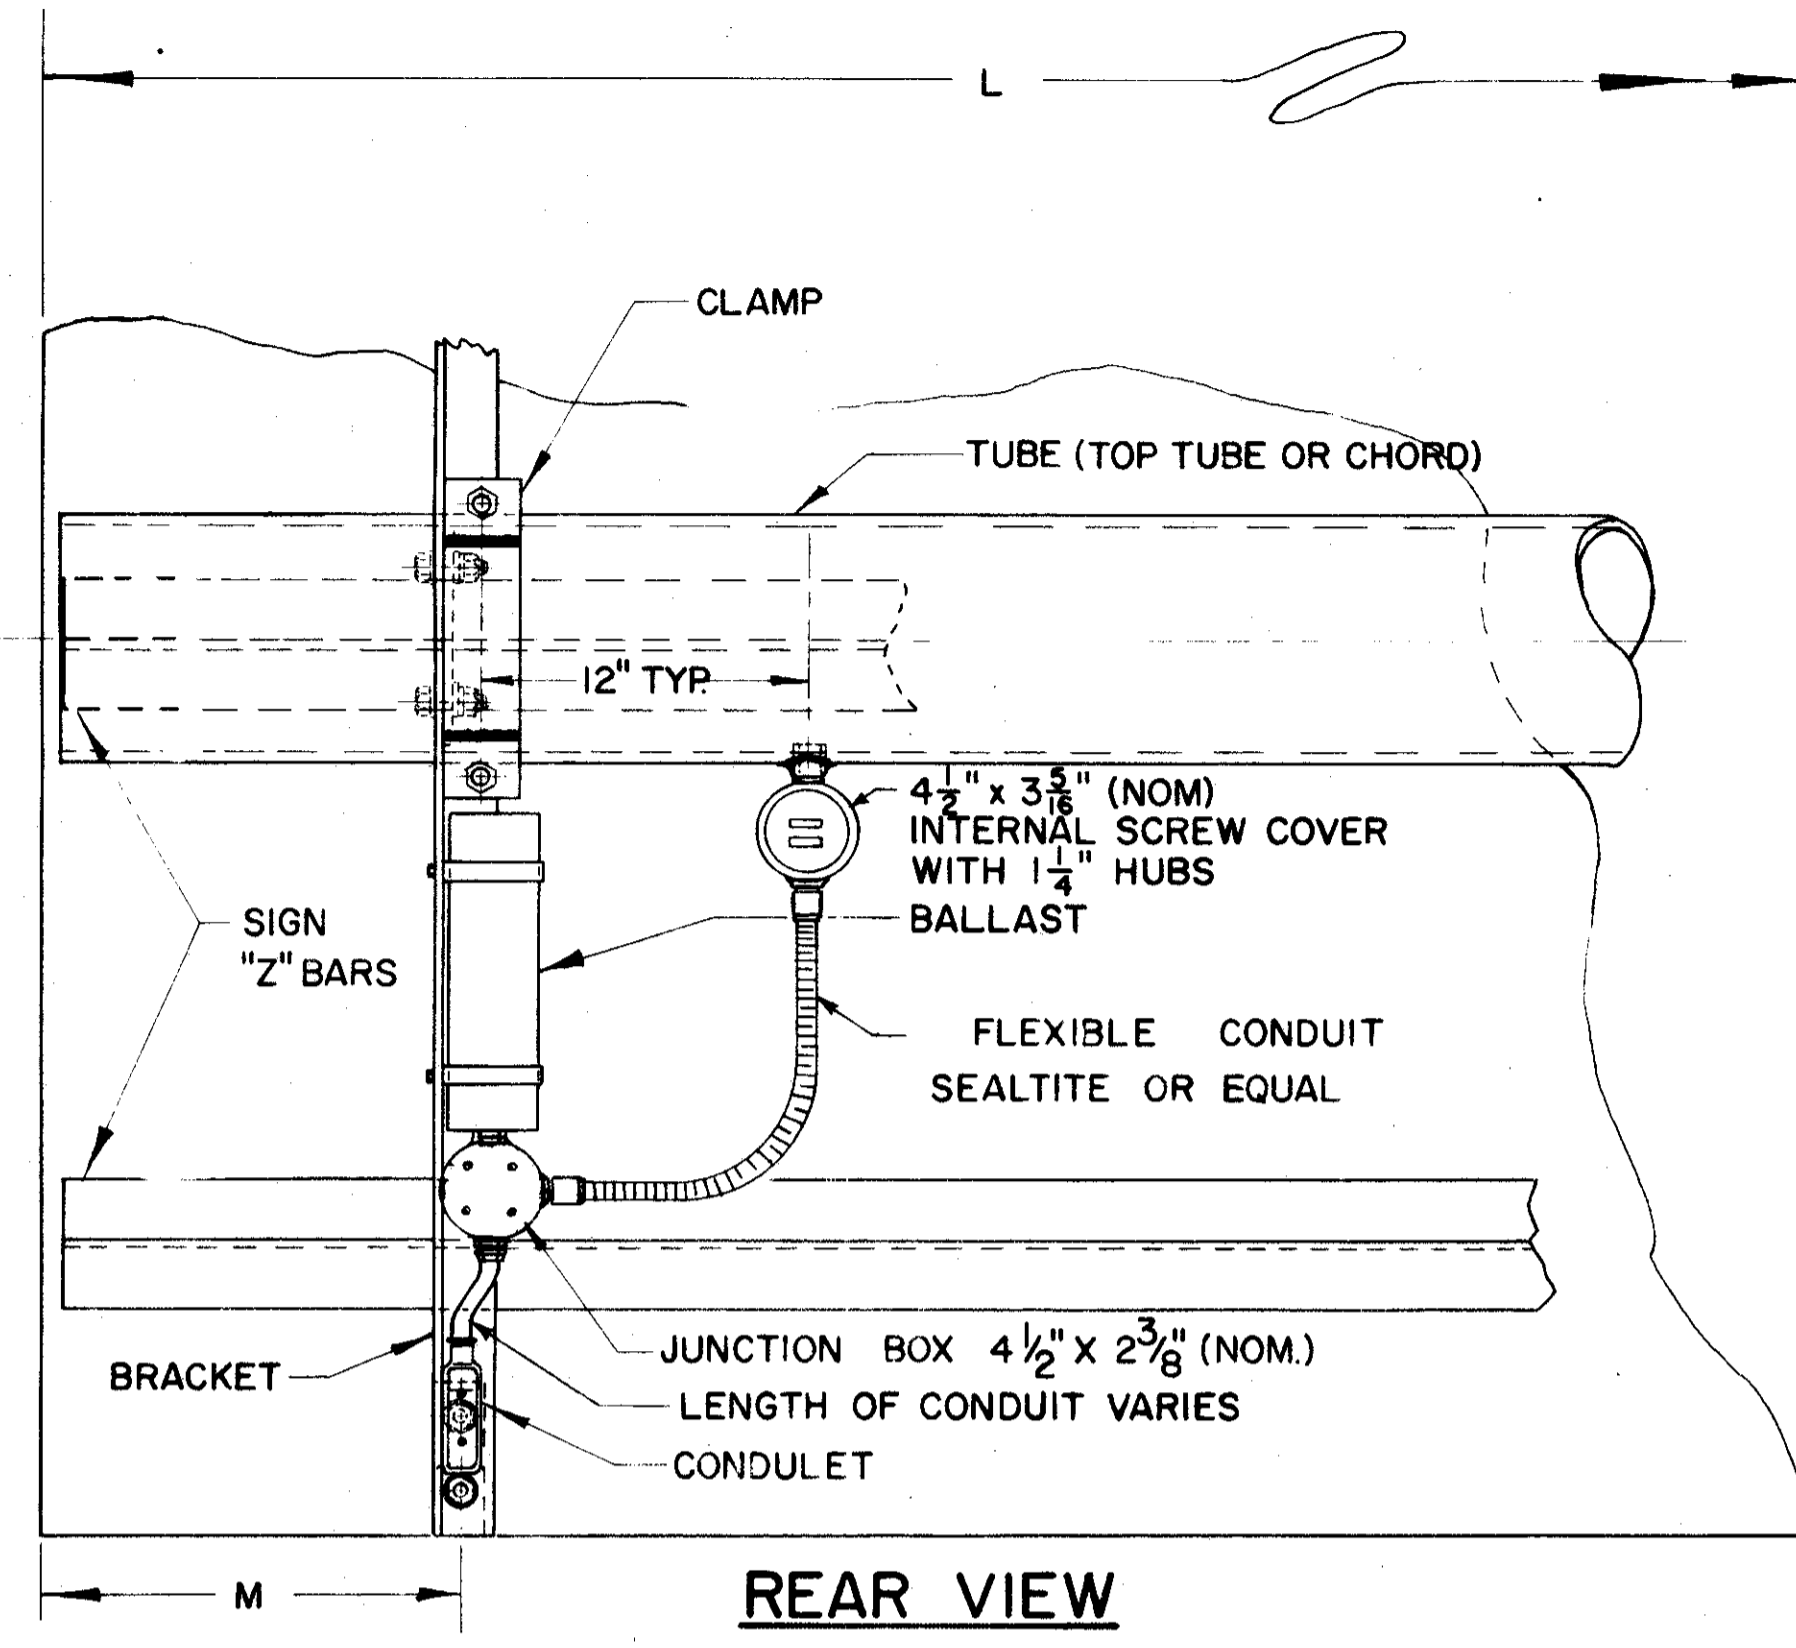 L
CLAMP
TUBE (TOP TUBE OR CHORD)
12" TYP.
4 1/2" x 3 5/16" (NOM)
INTERNAL SCREW COVER
WITH 1 1/4" HUBS
BALLAST
SIGN
"Z" BARS
FLEXIBLE CONDUIT
SEALTITE OR EQUAL
JUNCTION BOX 4 1/2" X 2 3/8" (NOM.)
BRACKET
LENGTH OF CONDUIT VARIES
CONDULET
M
REAR VIEW